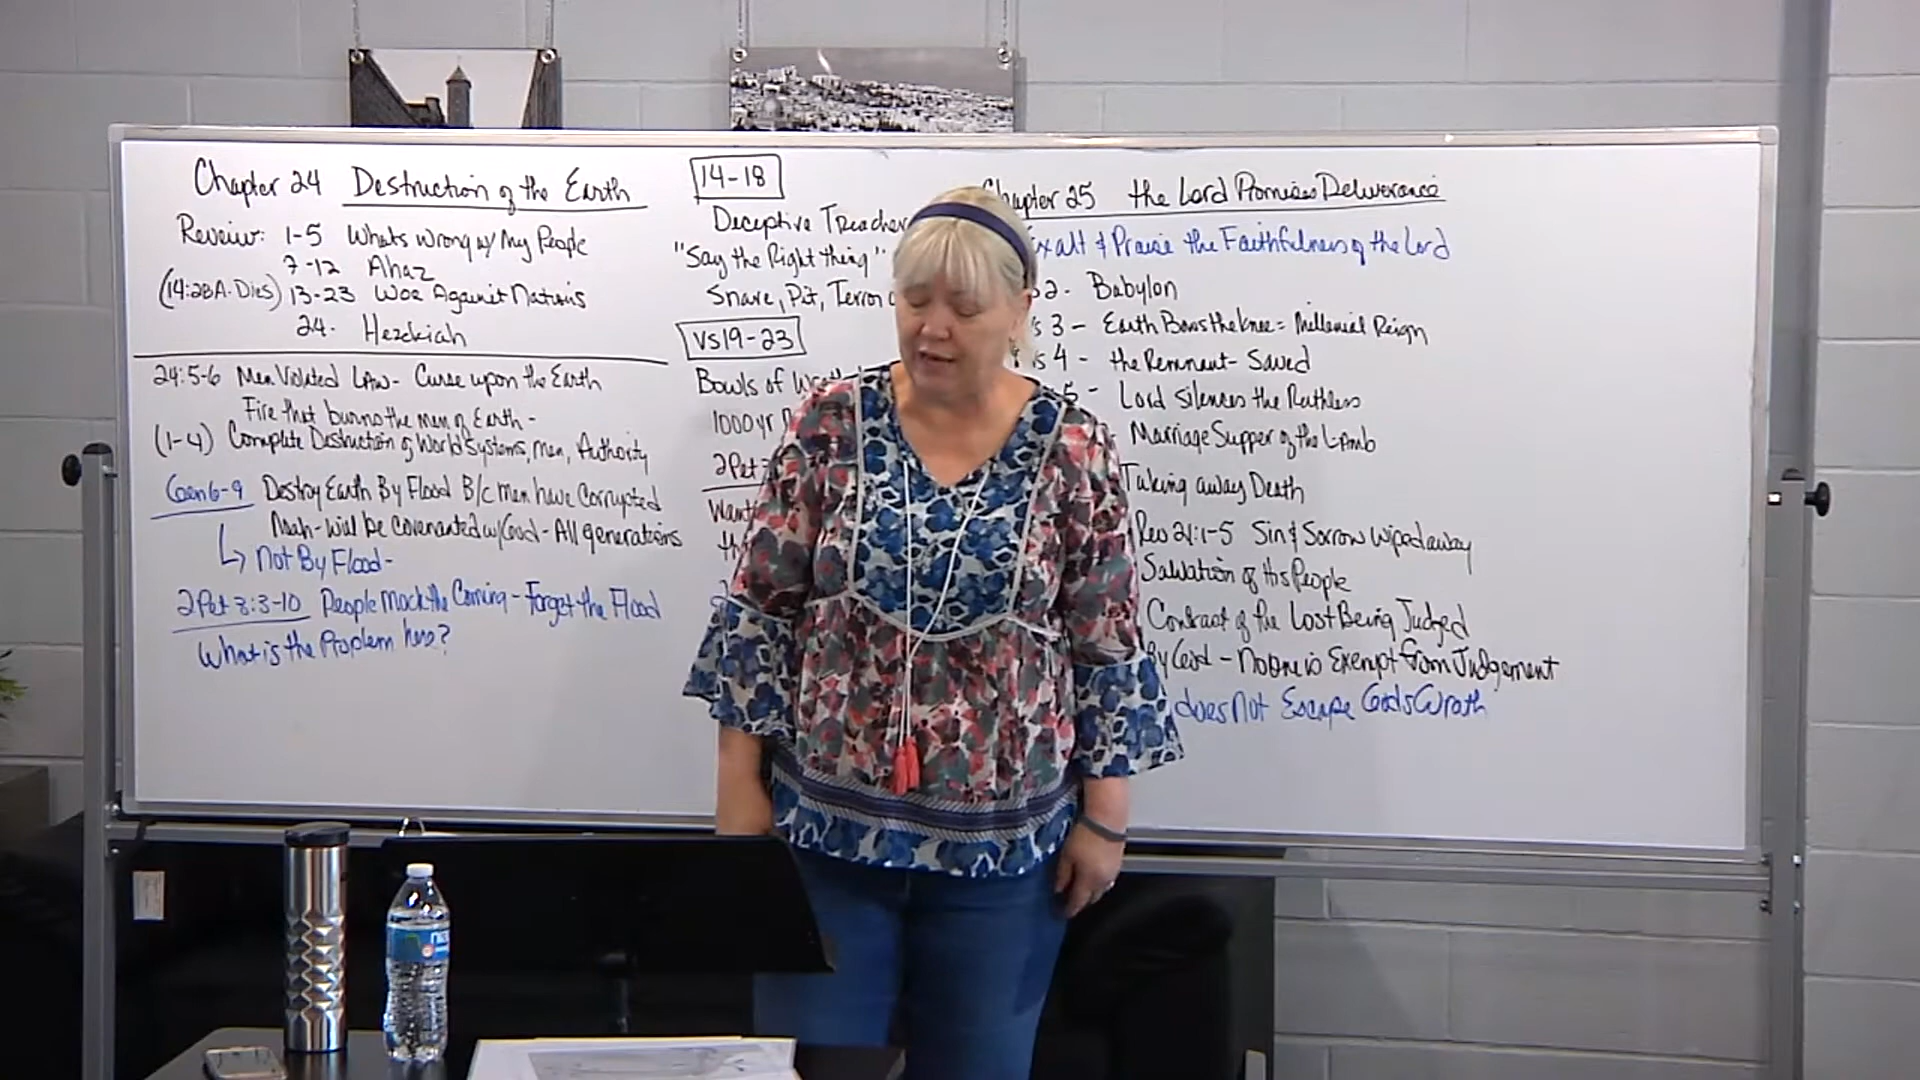 Chapter 24 Destruction of the Earth
Review: 1-5 Whats Wrong w/ My People
7-12 Ahaz
(14:28 A. Dies) 13-23 Woe Against Nations
24. Hezekiah
24:5-6 Men Violated LAW- Curse upon the Earth
Fire that burns the men of Earth -
(1-4) Complete Destruction of World Systems, Men, Authority
Gen 6-9 Destroy Earth By Flood B/c Men have Corrupted
Noah - Will be covenanted w/ God - All generations
Not By Flood -
2 Pet 3:3-10 People Mock the Coming - Forget the Flood
What is the Problem here?
14-18
Deceptive
"Say the Right thing"
Snare, Pit, Terror
vs 19-23
Bowls of
1000 yr
2 Pet
Chapter 25 the Lord Promises Deliverance
Exalt & Praise the Faithfulness of the Lord
2 - Babylon
3 - Earth Bows the knee = Millenial Reign
vs 4 - the Remnant - Saved
5 - Lord Silences the Ruthless
Marriage Supper of the LAmb
Taking away Death
Rev 21:1-5 Sin & Sorrow wiped away
Salvation of His People
Contrast of the Lost Being Judged
By God - No One is Exempt from Judgement
does Not Escape Gods Wrath